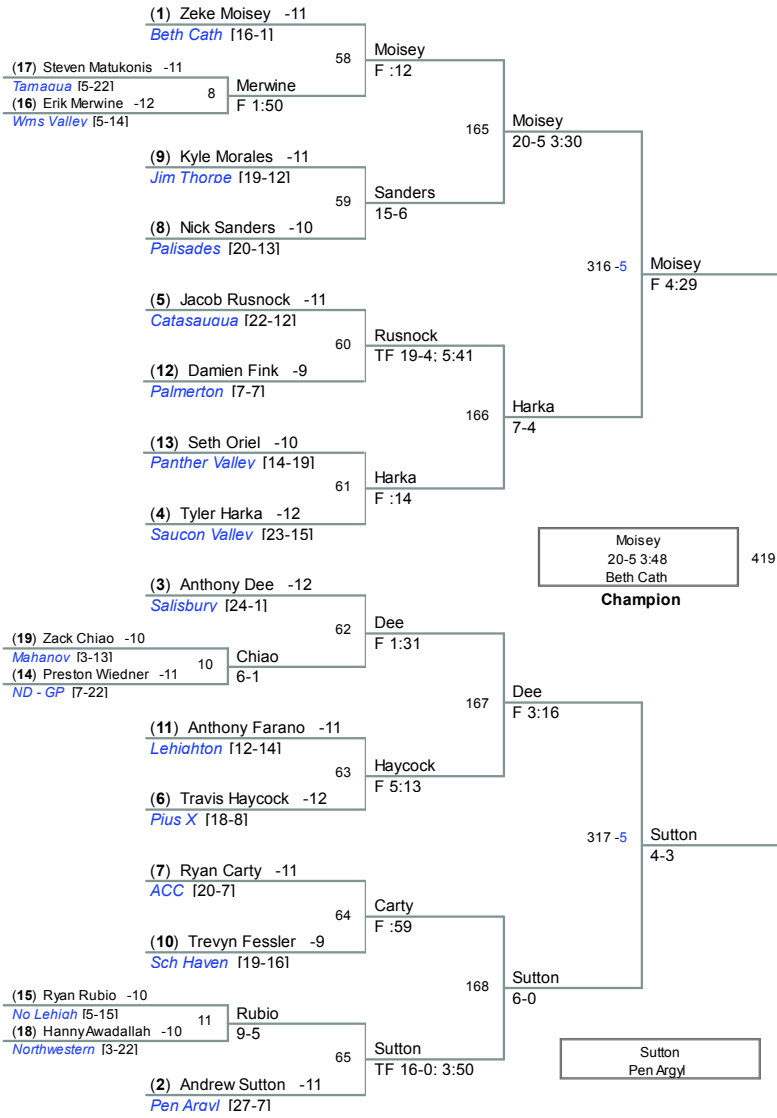 (1) Zeke Moisey -11
Beth Cath [16-1]
58
Moisey
F :12
(17) Steven Matukonis -11
Tamaqua [5-22]
8
Merwine
F 1:50
(16) Erik Merwine -12
Wms Valley [5-14]
165
Moisey
20-5 3:30
(9) Kyle Morales -11
Jim Thorpe [19-12]
59
Sanders
15-6
(8) Nick Sanders -10
Palisades [20-13]
316 -5
Moisey
F 4:29
(5) Jacob Rusnock -11
Catasauqua [22-12]
60
Rusnock
TF 19-4; 5:41
(12) Damien Fink -9
Palmerton [7-7]
166
Harka
7-4
(13) Seth Oriel -10
Panther Valley [14-19]
61
Harka
F :14
(4) Tyler Harka -12
Saucon Valley [23-15]
Moisey
20-5 3:48
Beth Cath
419
Champion
(3) Anthony Dee -12
Salisbury [24-1]
62
Dee
F 1:31
(19) Zack Chiao -10
Mahanoy [3-13]
10
Chiao
6-1
(14) Preston Wiedner -11
ND - GP [7-22]
167
Dee
F 3:16
(11) Anthony Farano -11
Lehighton [12-14]
63
Haycock
F 5:13
(6) Travis Haycock -12
Pius X [18-8]
317 -5
Sutton
4-3
(7) Ryan Carty -11
ACC [20-7]
64
Carty
F :59
(10) Trevyn Fessler -9
Sch Haven [19-16]
168
Sutton
6-0
(15) Ryan Rubio -10
No Lehigh [5-15]
11
Rubio
9-5
(18) HannyAwadallah -10
Northwestern [3-22]
65
Sutton
TF 16-0; 3:50
(2) Andrew Sutton -11
Pen Argyl [27-7]
Sutton
Pen Argyl